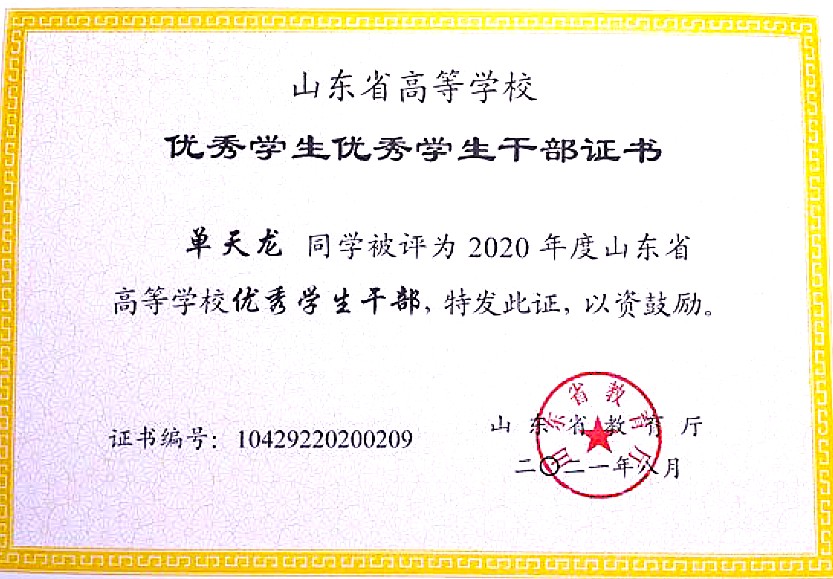 山东省高等学校
优秀学生优秀学生干部证书
单天龙 同学被评为 2020 年度山东省
高等学校优秀学生干部，特发此证，以资鼓励。
证书编号：10429220200209
山东省教育厅
二〇二一年八月
山东省教育厅